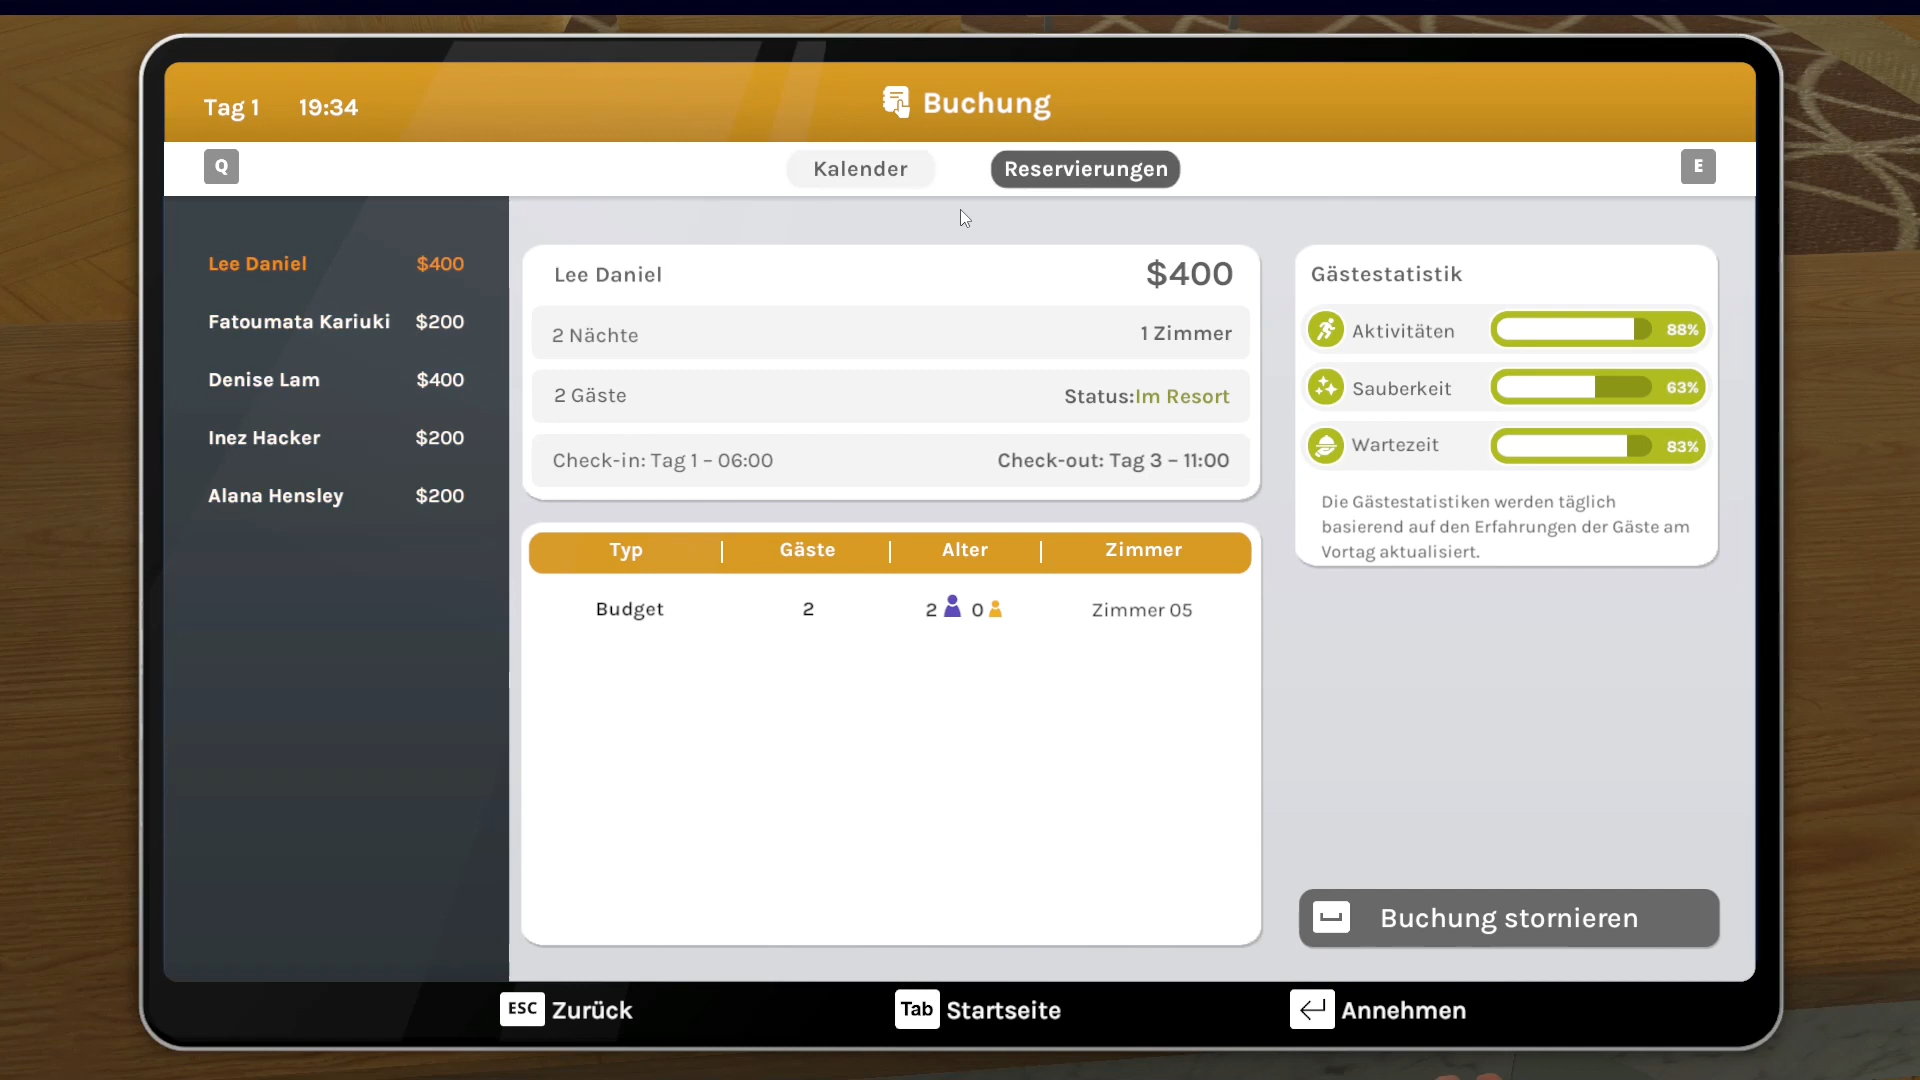 Tag 1 19:34
Buchung
Q
Kalender
Reservierungen
E
Lee Daniel $400
Fatoumata Kariuki $200
Denise Lam $400
Inez Hacker $200
Alana Hensley $200
Lee Daniel $400
2 Nächte 1 Zimmer
2 Gäste Status:Im Resort
Check-in: Tag 1 – 06:00 Check-out: Tag 3 – 11:00
Typ Gäste Alter Zimmer
Budget 2 2 0 Zimmer 05
Gästestatistik
Aktivitäten 88%
Sauberkeit 63%
Wartezeit 83%
Die Gästestatistiken werden täglich
basierend auf den Erfahrungen der Gäste am
Vortag aktualisiert.
Buchung stornieren
ESC Zurück
Tab Startseite
Annehmen